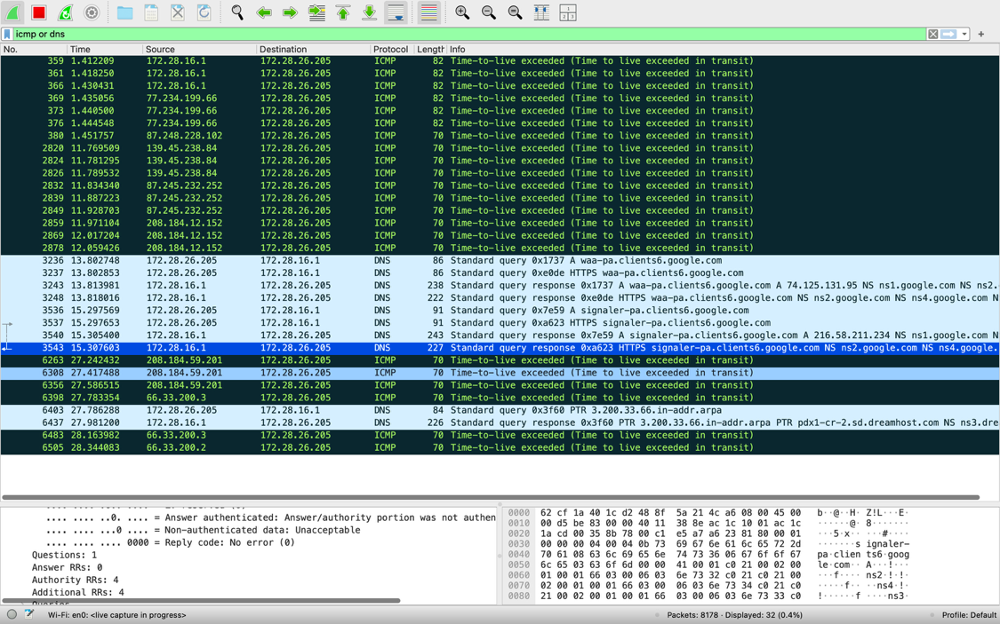 icmp or dns
No. Time Source Destination Protocol Length Info
359 1.412209 172.28.16.1 172.28.26.205 ICMP 82 Time-to-live exceeded (Time to live exceeded in transit)
361 1.418250 172.28.16.1 172.28.26.205 ICMP 82 Time-to-live exceeded (Time to live exceeded in transit)
366 1.430431 172.28.16.1 172.28.26.205 ICMP 82 Time-to-live exceeded (Time to live exceeded in transit)
369 1.435056 77.234.199.66 172.28.26.205 ICMP 82 Time-to-live exceeded (Time to live exceeded in transit)
373 1.440500 77.234.199.66 172.28.26.205 ICMP 82 Time-to-live exceeded (Time to live exceeded in transit)
376 1.444548 77.234.199.66 172.28.26.205 ICMP 82 Time-to-live exceeded (Time to live exceeded in transit)
380 1.451757 87.248.228.102 172.28.26.205 ICMP 70 Time-to-live exceeded (Time to live exceeded in transit)
2820 11.769509 139.45.238.84 172.28.26.205 ICMP 70 Time-to-live exceeded (Time to live exceeded in transit)
2824 11.781295 139.45.238.84 172.28.26.205 ICMP 70 Time-to-live exceeded (Time to live exceeded in transit)
2826 11.789532 139.45.238.84 172.28.26.205 ICMP 70 Time-to-live exceeded (Time to live exceeded in transit)
2832 11.834340 87.245.232.252 172.28.26.205 ICMP 70 Time-to-live exceeded (Time to live exceeded in transit)
2839 11.887223 87.245.232.252 172.28.26.205 ICMP 70 Time-to-live exceeded (Time to live exceeded in transit)
2849 11.928703 87.245.232.252 172.28.26.205 ICMP 70 Time-to-live exceeded (Time to live exceeded in transit)
2859 11.971104 208.184.12.152 172.28.26.205 ICMP 70 Time-to-live exceeded (Time to live exceeded in transit)
2869 12.017204 208.184.12.152 172.28.26.205 ICMP 70 Time-to-live exceeded (Time to live exceeded in transit)
2878 12.059426 208.184.12.152 172.28.26.205 ICMP 70 Time-to-live exceeded (Time to live exceeded in transit)
3236 13.802748 172.28.26.205 172.28.16.1 DNS 86 Standard query 0x1737 A waa-pa.clients6.google.com
3237 13.802853 172.28.26.205 172.28.16.1 DNS 86 Standard query 0xe0de HTTPS waa-pa.clients6.google.com
3243 13.813981 172.28.16.1 172.28.26.205 DNS 238 Standard query response 0x1737 A waa-pa.clients6.google.com A 74.125.131.95 NS ns1.google.com NS ns2.
3248 13.818016 172.28.16.1 172.28.26.205 DNS 222 Standard query response 0xe0de HTTPS waa-pa.clients6.google.com NS ns2.google.com NS ns4.google.com N
3536 15.297569 172.28.26.205 172.28.16.1 DNS 91 Standard query 0x7e59 A signaler-pa.clients6.google.com
3537 15.297653 172.28.26.205 172.28.16.1 DNS 91 Standard query 0xa623 HTTPS signaler-pa.clients6.google.com
3540 15.305400 172.28.16.1 172.28.26.205 DNS 243 Standard query response 0x7e59 A signaler-pa.clients6.google.com A 216.58.211.234 NS ns1.google.com N
3543 15.307603 172.28.16.1 172.28.26.205 DNS 227 Standard query response 0xa623 HTTPS signaler-pa.clients6.google.com NS ns2.google.com NS ns4.google.
6263 27.242432 208.184.59.201 172.28.26.205 ICMP 70 Time-to-live exceeded (Time to live exceeded in transit)
6308 27.417488 208.184.59.201 172.28.26.205 ICMP 70 Time-to-live exceeded (Time to live exceeded in transit)
6356 27.586515 208.184.59.201 172.28.26.205 ICMP 70 Time-to-live exceeded (Time to live exceeded in transit)
6398 27.783354 66.33.200.3 172.28.26.205 ICMP 70 Time-to-live exceeded (Time to live exceeded in transit)
6403 27.786288 172.28.26.205 172.28.16.1 DNS 84 Standard query 0x3f60 PTR 3.200.33.66.in-addr.arpa
6437 27.981200 172.28.16.1 172.28.26.205 DNS 226 Standard query response 0x3f60 PTR 3.200.33.66.in-addr.arpa PTR pdx1-cr-2.sd.dreamhost.com NS ns3.dre
6483 28.163982 66.33.200.3 172.28.26.205 ICMP 70 Time-to-live exceeded (Time to live exceeded in transit)
6505 28.344083 66.33.200.2 172.28.26.205 ICMP 70 Time-to-live exceeded (Time to live exceeded in transit)
.... .... ..0. .... = Answer authenticated: Answer/authority portion was not authen
.... .... ...0 .... = Non-authenticated data: Unacceptable
.... .... .... 0000 = Reply code: No error (0)
Questions: 1
Answer RRs: 0
Authority RRs: 4
Additional RRs: 4
0000 62 cf 1a 40 1c d2 48 8f 5a 21 4c a6 08 00 45 00 b··@··H· Z!L···E·
0010 00 d5 be 83 00 00 40 11 38 8e ac 1c 10 01 ac 1c ······@· 8·······
0020 1a cd 00 35 8b 78 00 c1 e5 a7 a6 23 81 80 00 01 ···5·x·· ···#····
0030 00 00 00 04 00 04 0b 73 69 67 6e 61 6c 65 72 2d ·······s ignaler-
0040 70 61 08 63 6c 69 65 6e 74 73 36 06 67 6f 6f 67 pa·clien ts6·goog
0050 6c 65 03 63 6f 6d 00 00 41 00 01 c0 21 00 02 00 le·com·· A···!···
0060 01 00 01 66 03 00 06 03 6e 73 32 c0 21 c0 21 00 ···f···· ns2·!·!·
0070 02 00 01 00 01 66 03 00 06 03 6e 73 34 c0 21 c0 ·····f·· ··ns4·!·
0080 21 00 02 00 01 00 01 66 03 00 06 03 6e 73 33 c0 !······f ····ns3·
Wi-Fi: en0: <live capture in progress> Packets: 8178 · Displayed: 32 (0.4%) Profile: Default